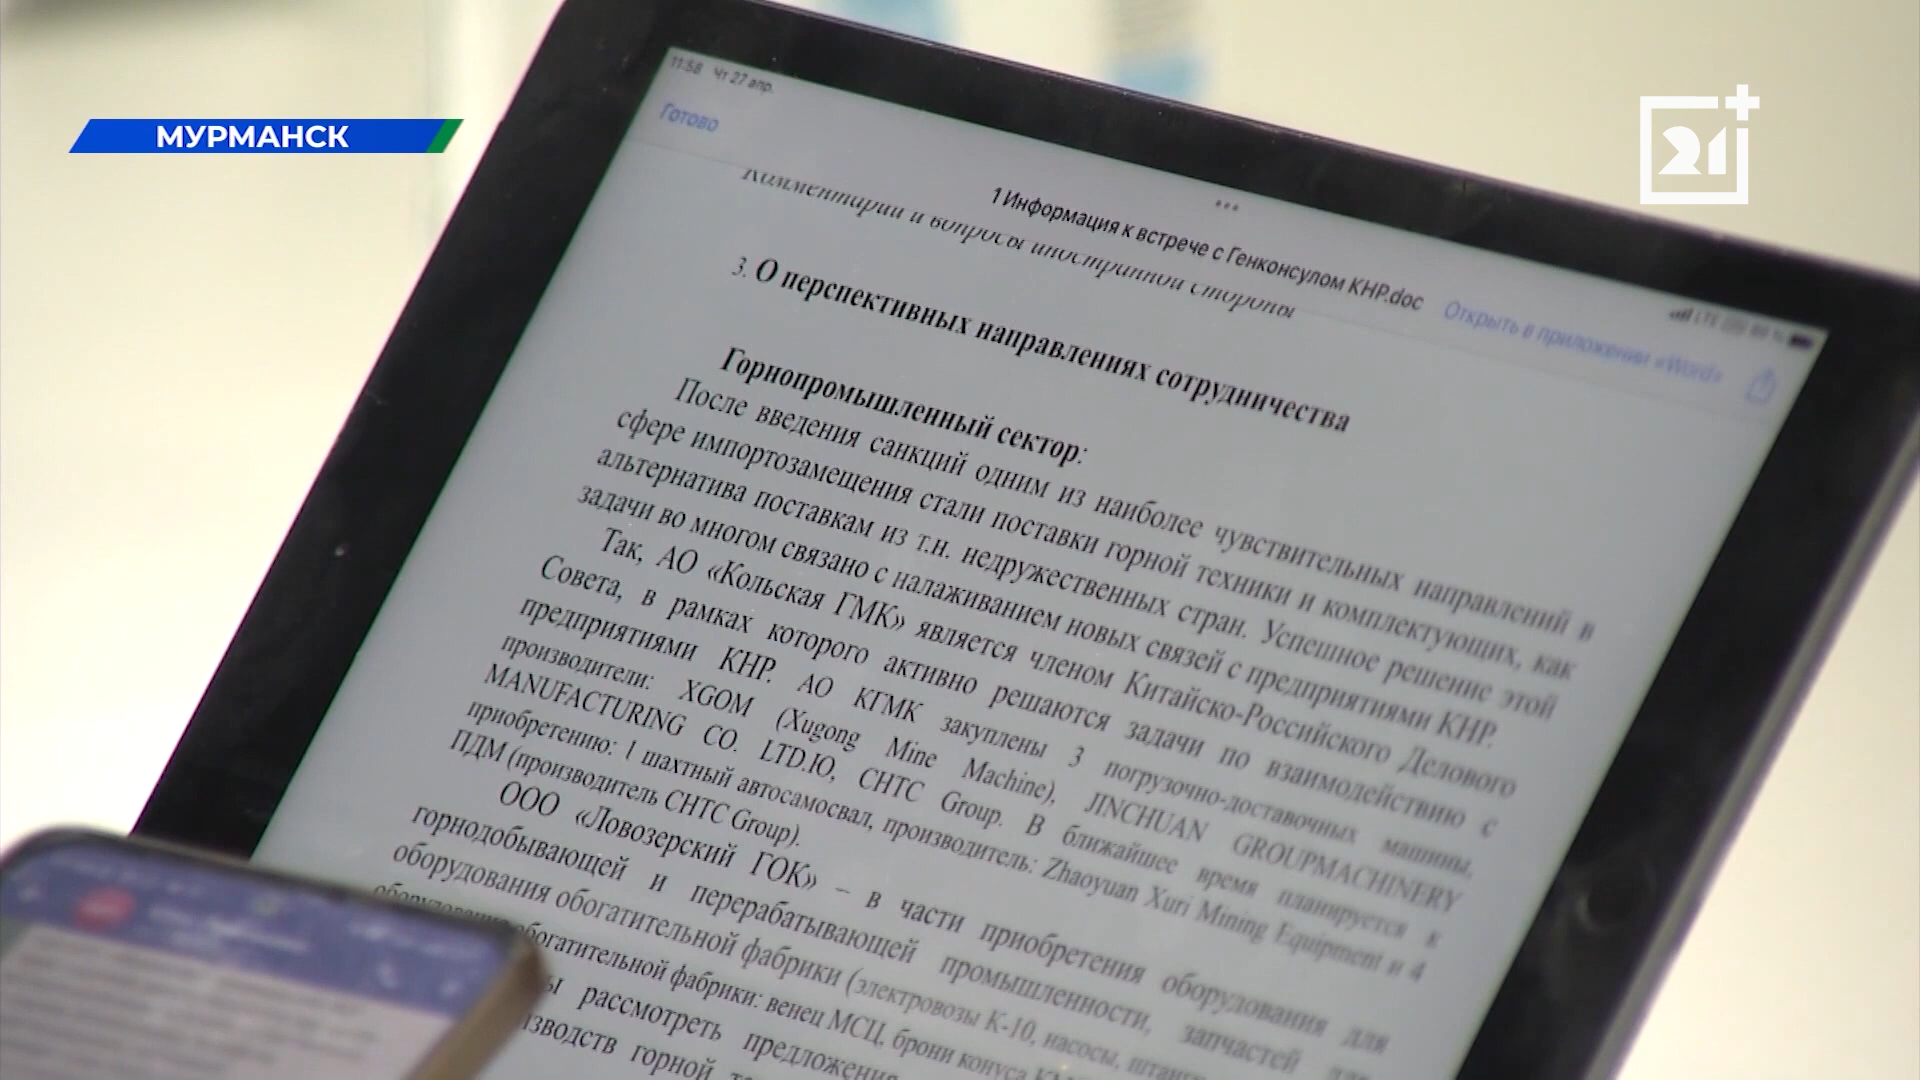 МУРМАНСК
21+
11:58 Чт 27 апр.
Готово
1 Информация к встрече с Генконсулом КНР.doc
Открыть в приложении «Word»
LTE
Комментарии и вопросы иностранной стороны
3. О перспективных направлениях сотрудничества
Горнопромышленный сектор:
После введения санкций одним из наиболее чувствительных направлений в
сфере импортозамещения стали поставки горной техники и комплектующих, как
альтернатива поставкам из т.н. недружественных стран. Успешное решение этой
задачи во многом связано с налаживанием новых связей с предприятиями КНР.
Так, АО «Кольская ГМК» является членом Китайско-Российского Делового
Совета, в рамках которого активно решаются задачи по взаимодействию с
предприятиями КНР. АО КГМК закуплены 3 погрузочно-доставочных машины,
производители: XGOM (Xugong Mine Machine), JINCHUAN GROUPMACHINERY
MANUFACTURING CO. LTD.Ю, CHTC Group. В ближайшее время планируется к
приобретению: 1 шахтный автосамосвал, производитель: Zhaoyuan Xuri Mining Equipment и 4
ПДМ (производитель CHTC Group).
ООО «Ловозерский ГОК» – в части приобретения оборудования для
горнодобывающей и перерабатывающей промышленности, запчастей для
оборудования обогатительной фабрики (электровозы К-10, насосы,
оборудование обогатительной фабрики: венец МСЦ, брони конуса
рассмотреть
горной